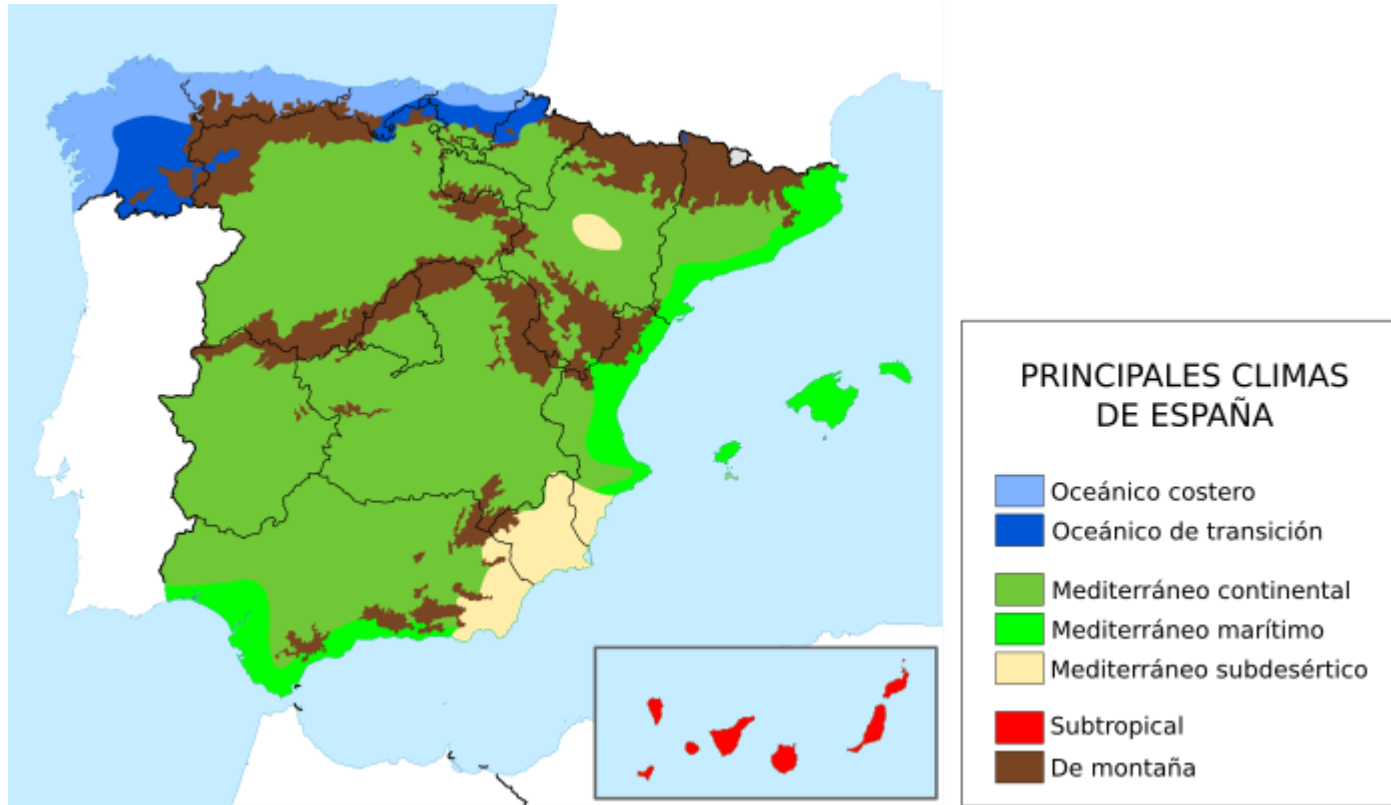 PRINCIPALES CLIMAS
DE ESPAÑA
Oceánico costero
Oceánico de transición
Mediterráneo continental
Mediterráneo marítimo
Mediterráneo subdesértico
Subtropical
De montaña